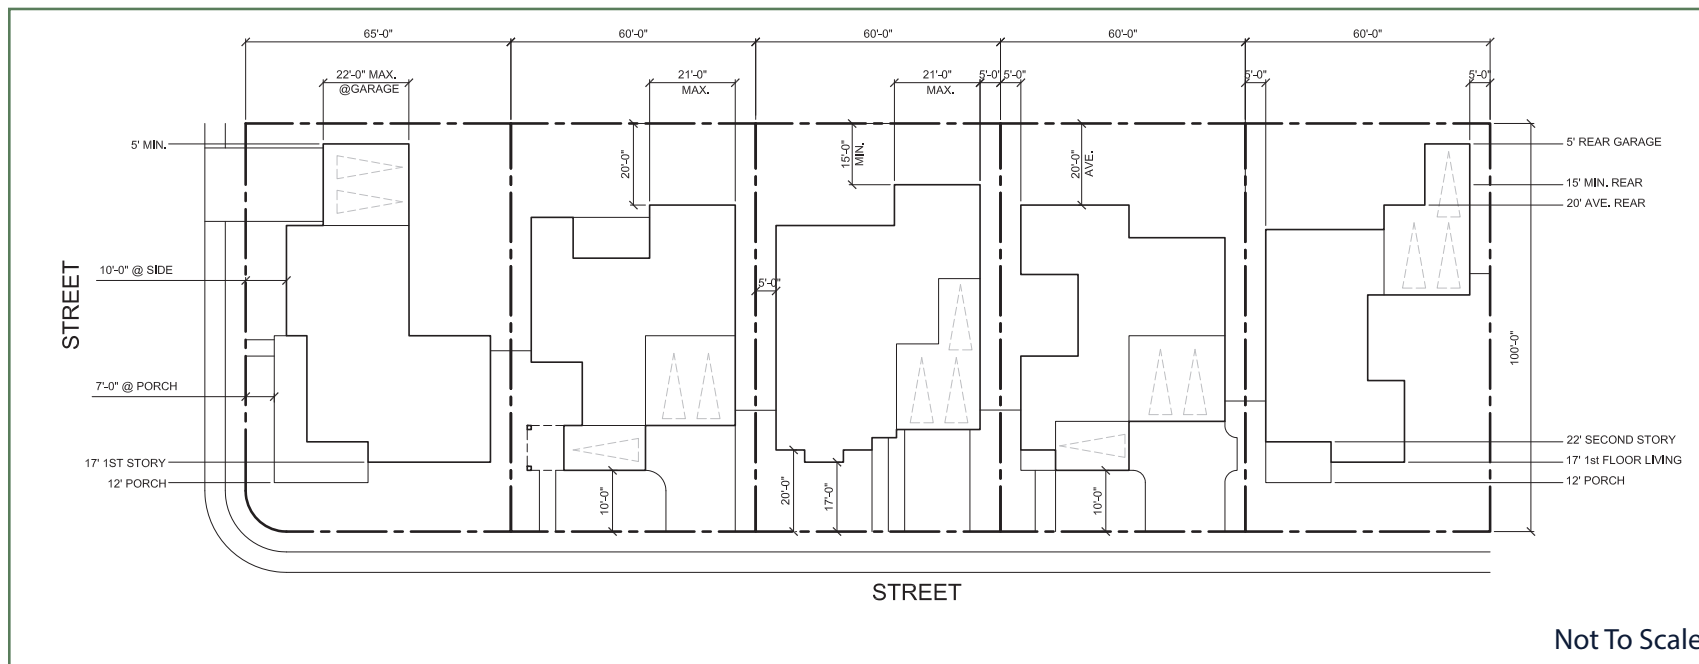 65'-0"
60'-0"
60'-0"
60'-0"
60'-0"
22'-0" MAX.
@GARAGE
21'-0"
MAX.
21'-0"
MAX.
5'-0"
5'-0"
5'-0"
5'-0"
5' MIN.
20'-0"
15'-0"
MIN.
20'-0"
AVE.
5' REAR GARAGE
15' MIN. REAR
20' AVE. REAR
STREET
10'-0" @ SIDE
5'-0"
100'-0"
7'-0" @ PORCH
17' 1ST STORY
12' PORCH
22' SECOND STORY
17' 1st FLOOR LIVING
12' PORCH
10'-0"
20'-0"
17'-0"
10'-0"
STREET
Not To Scale